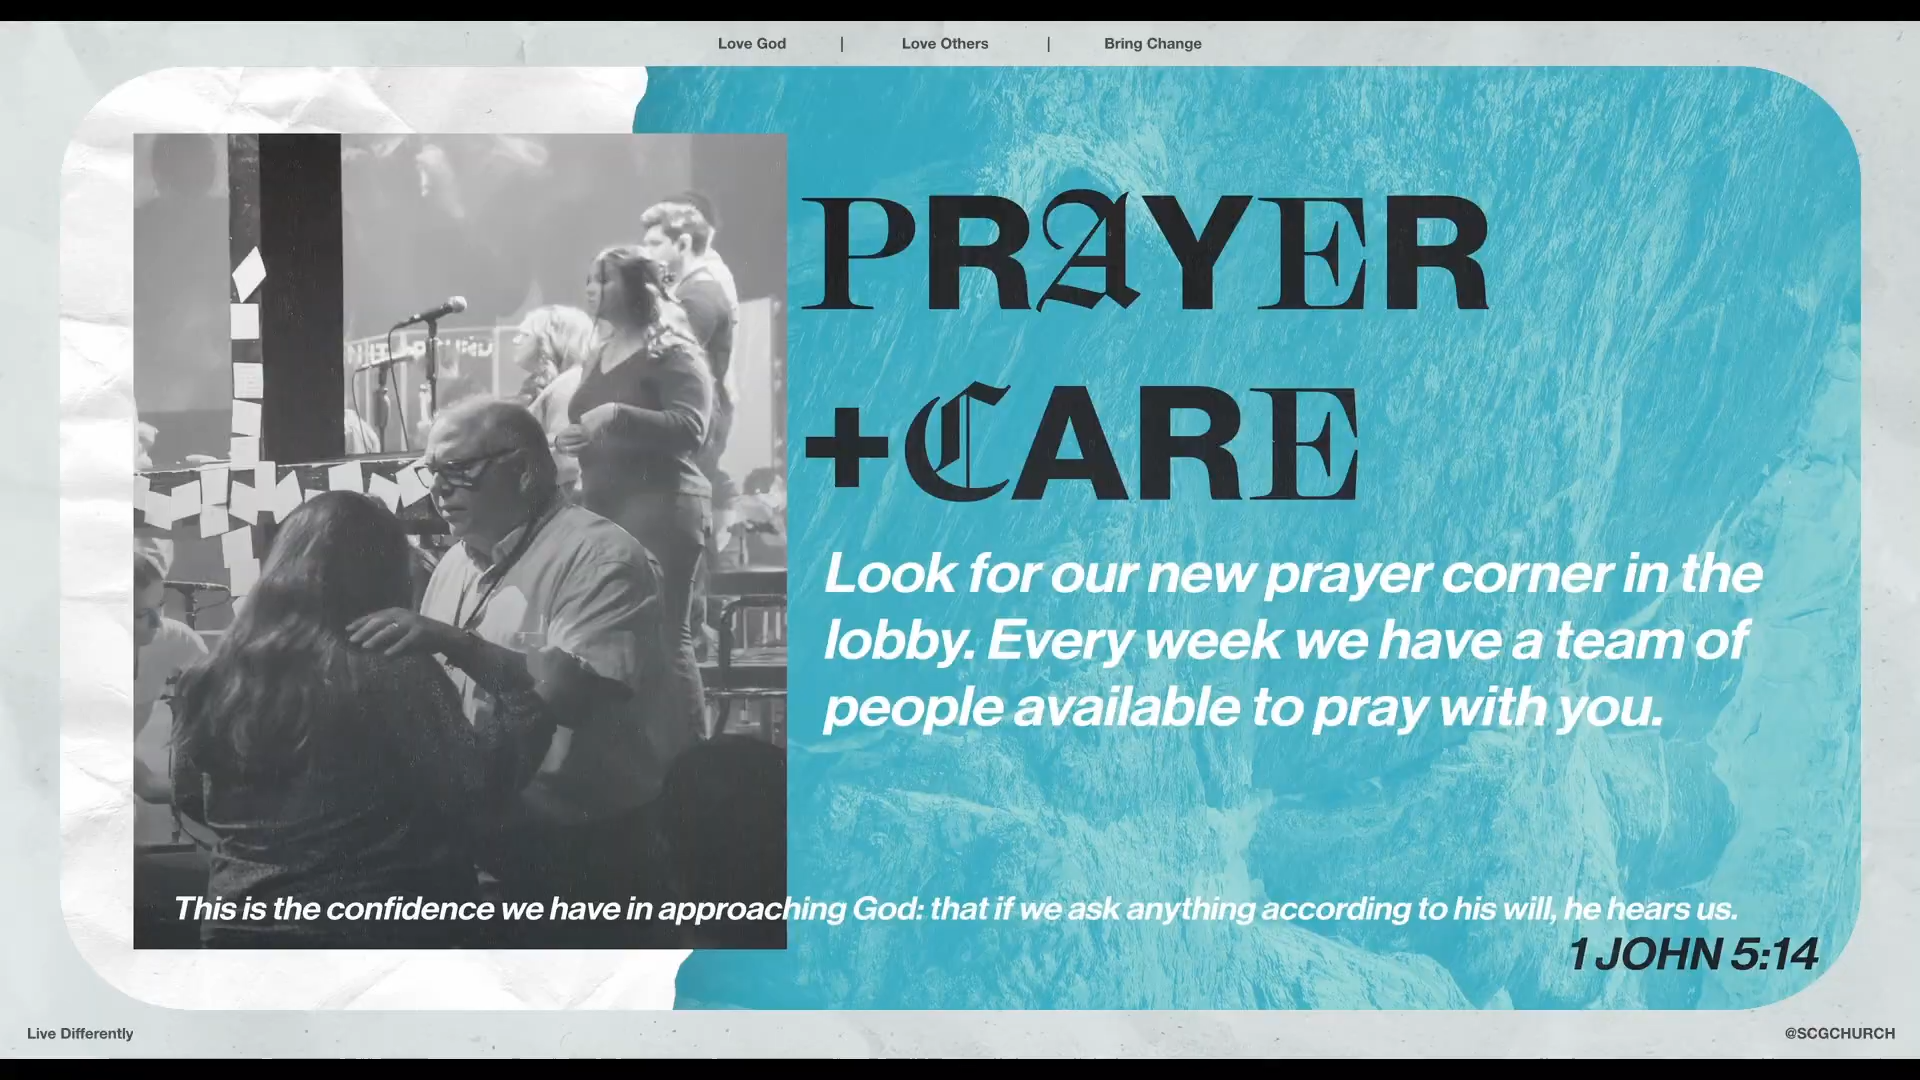 Love God | Love Others | Bring Change
PRAYER
+CARE
Look for our new prayer corner in the
lobby. Every week we have a team of
people available to pray with you.
This is the confidence we have in approaching God: that if we ask anything according to his will, he hears us.
1 JOHN 5:14
Live Differently
@SCGCHURCH